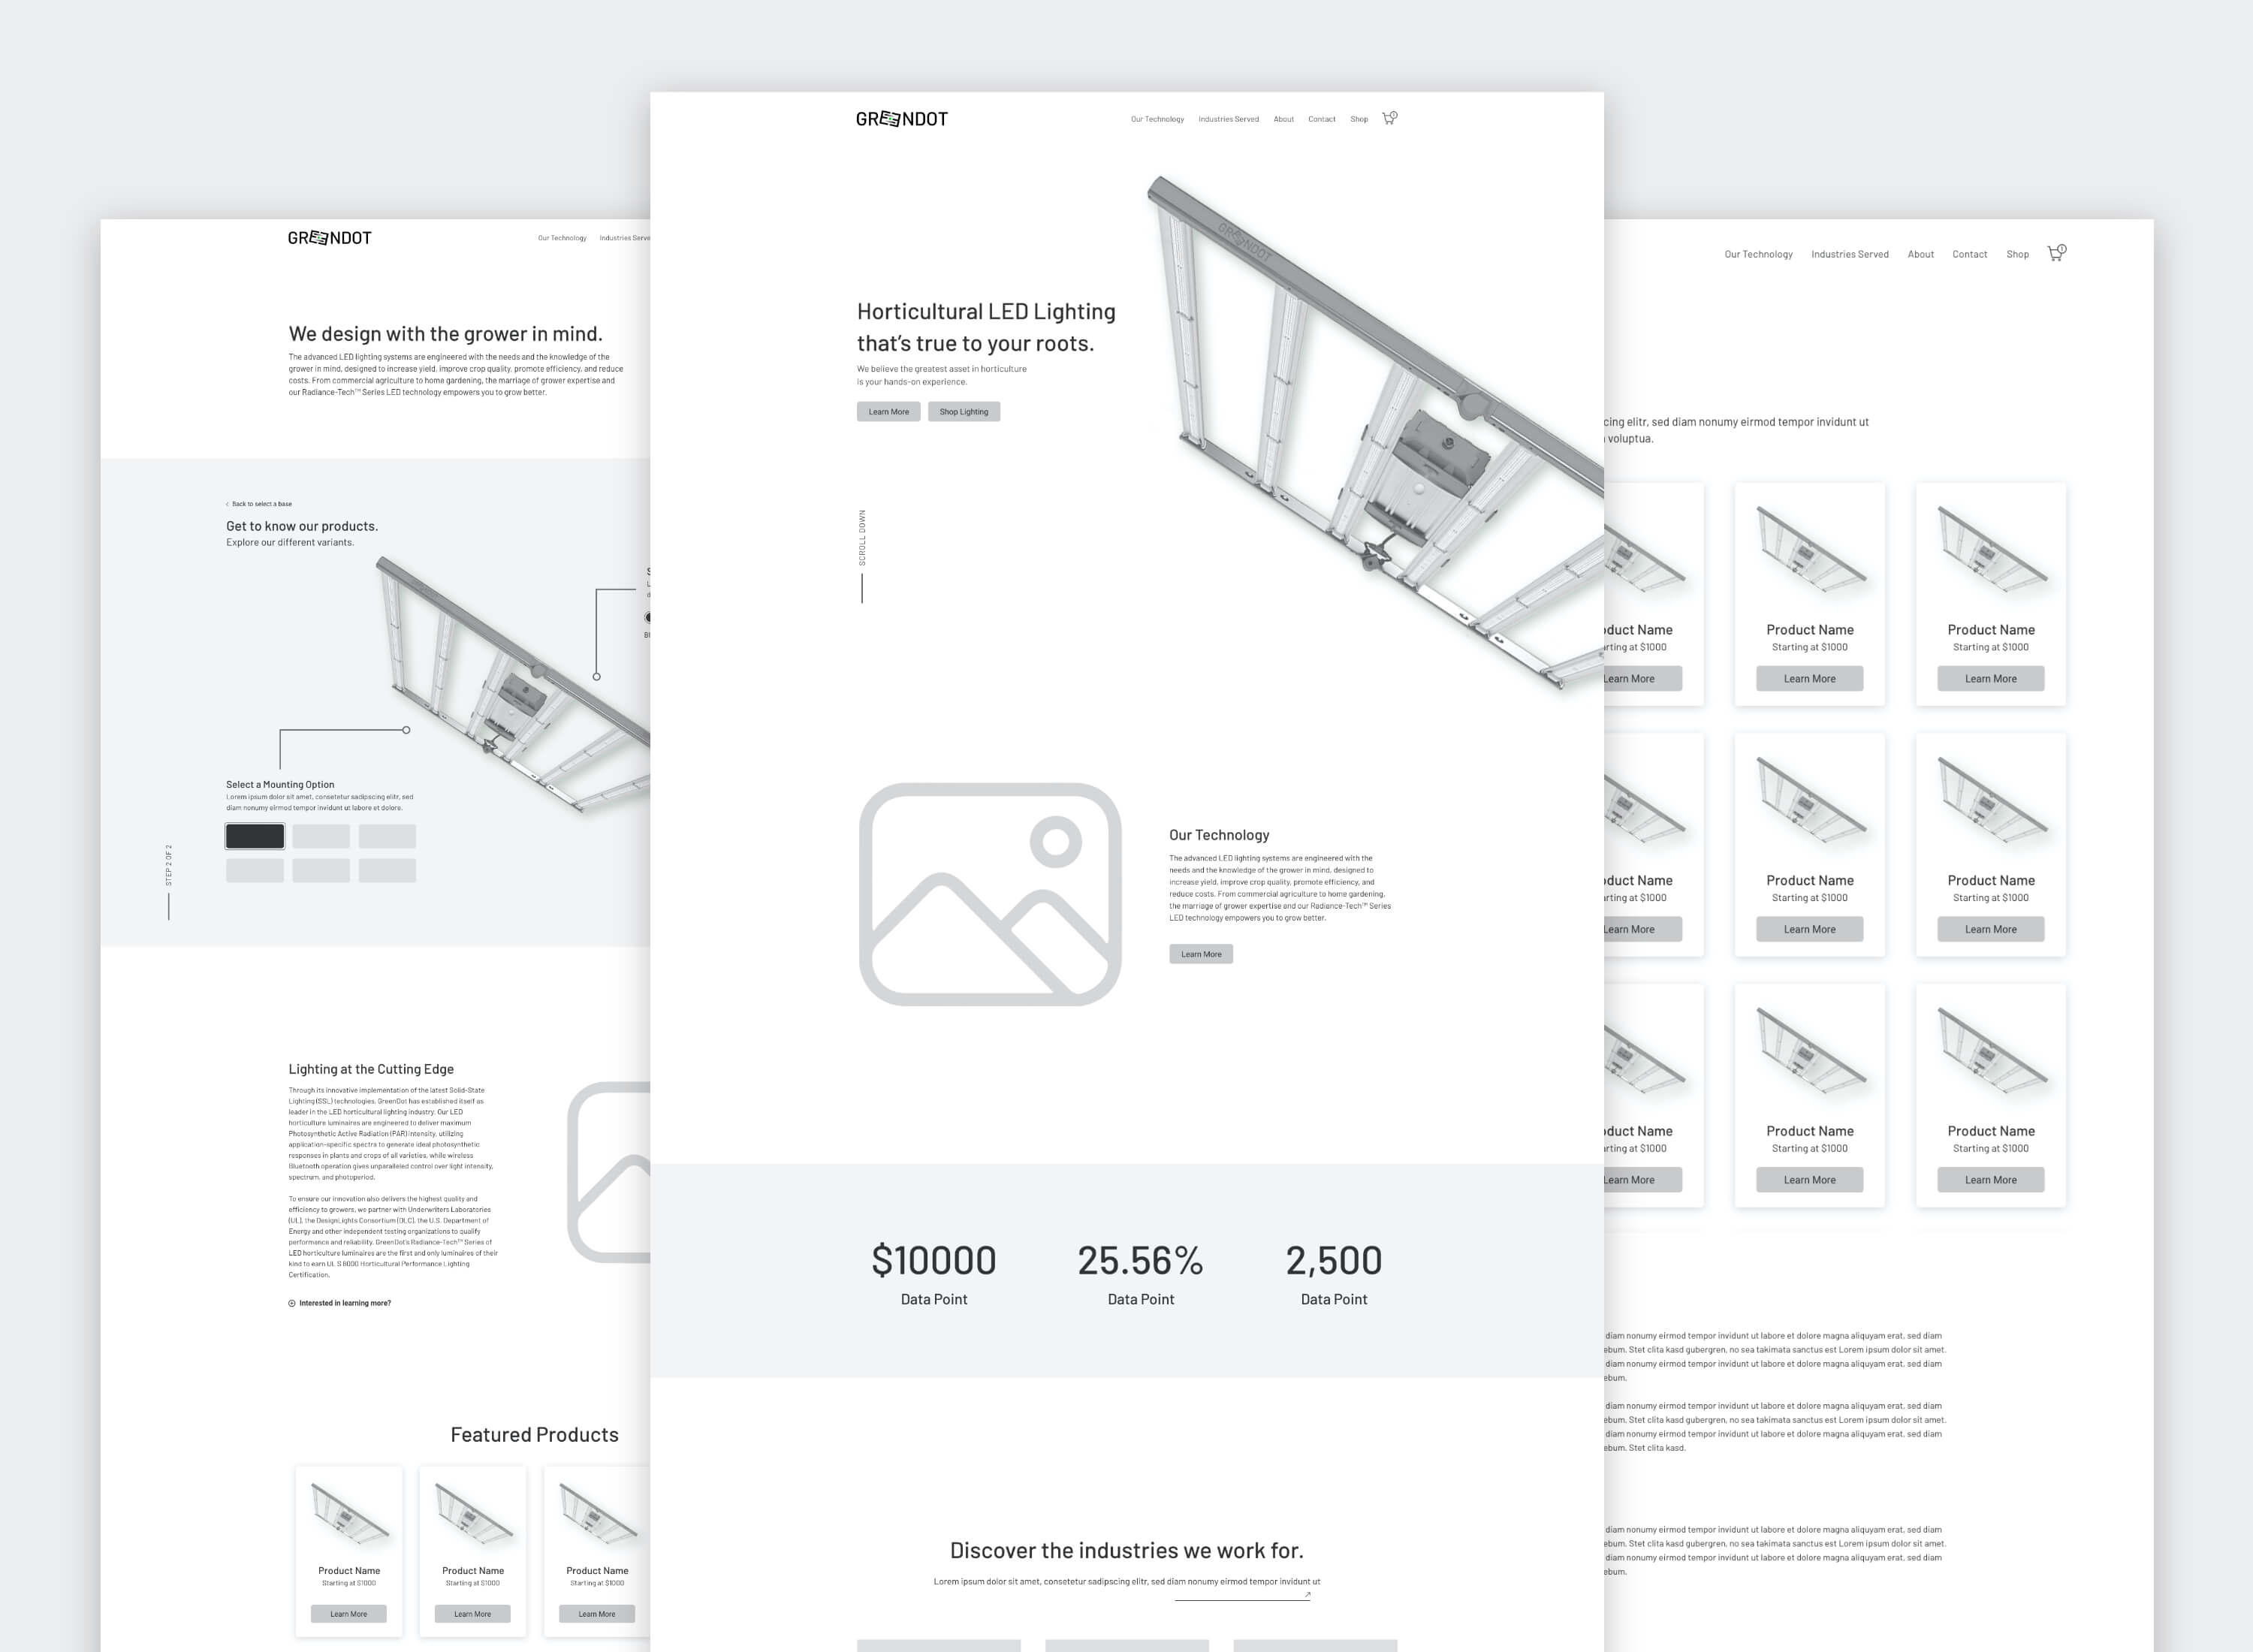 GREENDOT
Our Technology
Industries Serve
We design with the grower in mind.
The advanced LED lighting systems are engineered with the needs and the knowledge of the
grower in mind, designed to increase yield, improve crop quality, promote efficiency, and reduce
costs. From commercial agriculture to home gardening, the marriage of grower expertise and
our Radiance-Tech™ Series LED technology empowers you to grow better.
Back to select a base
Get to know our products.
Explore our different variants.
Select a Mounting Option
Lorem ipsum dolor sit amet, consetetur sadipscing elitr, sed
diam nonumy eirmod tempor invidunt ut labore et dolore.
STEP 2 OF 2
Lighting at the Cutting Edge
Through its innovative implementation of the latest Solid-State
Lighting (SSL) technologies, GreenDot has established itself as
leader in the LED horticultural lighting industry. Our LED
horticulture luminaires are engineered to deliver maximum
Photosynthetic Active Radiation (PAR) intensity, utilizing
application-specific spectra to generate ideal photosynthetic
responses in plants and crops of all varieties, while wireless
Bluetooth operation gives unparalleled control over light intensity,
spectrum, and photoperiod.
To ensure our innovation also delivers the highest quality and
efficiency to growers, we partner with Underwriters Laboratories
(UL), the DesignLights Consortium (DLC), the U.S. Department of
Energy and other independent testing organizations to qualify
performance and reliability. GreenDot's Radiance-Tech™ Series of
LED horticulture luminaires are the first and only luminaires of their
kind to earn UL S 8000 Horticultural Performance Lighting
Certification.
Interested in learning more?
Featured Products
Product Name
Starting at $1000
Learn More
Product Name
Starting at $1000
Learn More
Product Name
Starting at $1000
Learn More
GREENDOT
Our Technology
Industries Served
About
Contact
Shop
1
GREENDOT
Horticultural LED Lighting
that's true to your roots.
We believe the greatest asset in horticulture
is your hands-on experience.
Learn More
Shop Lighting
SCROLL DOWN
Our Technology
The advanced LED lighting systems are engineered with the
needs and the knowledge of the grower in mind, designed to
increase yield, improve crop quality, promote efficiency, and
reduce costs. From commercial agriculture to home gardening,
the marriage of grower expertise and our Radiance-Tech™ Series
LED technology empowers you to grow better.
Learn More
$10000
Data Point
25.56%
Data Point
2,500
Data Point
Discover the industries we work for.
Lorem ipsum dolor sit amet, consetetur sadipscing elitr, sed diam nonumy eirmod tempor invidunt ut
Our Technology
Industries Served
About
Contact
Shop
1
cing elitr, sed diam nonumy eirmod tempor invidunt ut
voluptua.
duct Name
rting at $1000
Learn More
Product Name
Starting at $1000
Learn More
Product Name
Starting at $1000
Learn More
duct Name
rting at $1000
Learn More
Product Name
Starting at $1000
Learn More
Product Name
Starting at $1000
Learn More
duct Name
rting at $1000
Learn More
Product Name
Starting at $1000
Learn More
Product Name
Starting at $1000
Learn More
diam nonumy eirmod tempor invidunt ut labore et dolore magna aliquyam erat, sed diam
ebum. Stet clita kasd gubergren, no sea takimata sanctus est Lorem ipsum dolor sit amet.
diam nonumy eirmod tempor invidunt ut labore et dolore magna aliquyam erat, sed diam
ebum.
diam nonumy eirmod tempor invidunt ut labore et dolore magna aliquyam erat, sed diam
ebum. Stet clita kasd gubergren, no sea takimata sanctus est Lorem ipsum dolor sit amet.
diam nonumy eirmod tempor invidunt ut labore et dolore magna aliquyam erat, sed diam
ebum. Stet clita kasd.
diam nonumy eirmod tempor invidunt ut labore et dolore magna aliquyam erat, sed diam
ebum. Stet clita kasd gubergren, no sea takimata sanctus est Lorem ipsum dolor sit amet.
diam nonumy eirmod tempor invidunt ut labore et dolore magna aliquyam erat, sed diam
ebum.